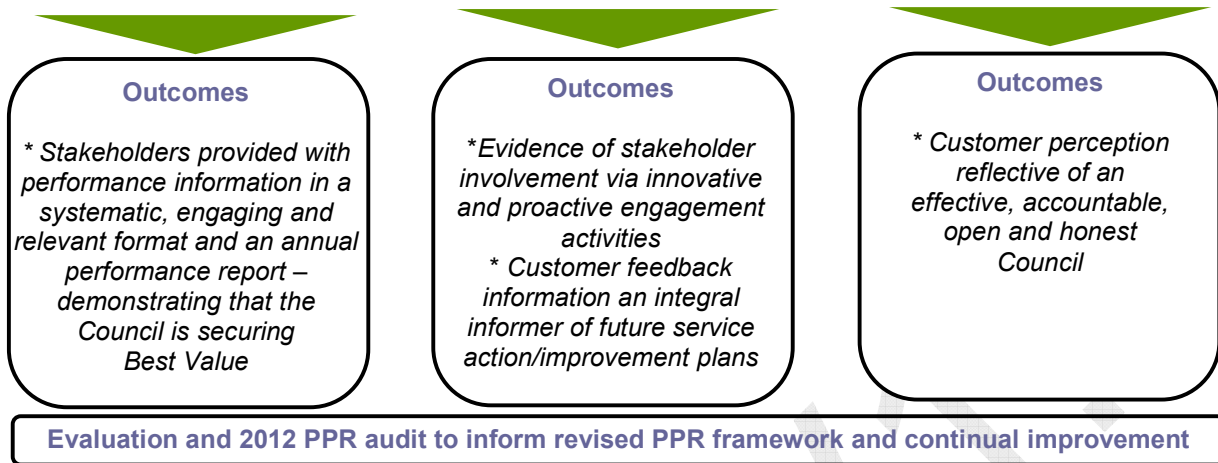 Outcomes
* Stakeholders provided with
performance information in a
systematic, engaging and
relevant format and an annual
performance report –
demonstrating that the
Council is securing
Best Value
Outcomes
*Evidence of stakeholder
involvement via innovative
and proactive engagement
activities
* Customer feedback
information an integral
informer of future service
action/improvement plans
Outcomes
* Customer perception
reflective of an
effective, accountable,
open and honest
Council
Evaluation and 2012 PPR audit to inform revised PPR framework and continual improvement